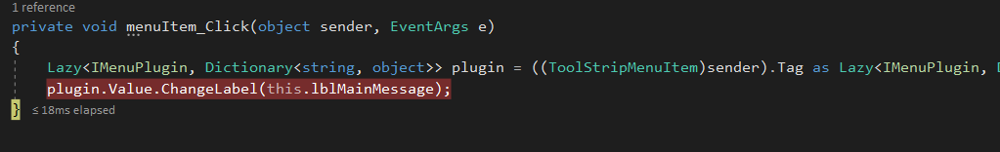 1 reference
private void menuItem_Click(object sender, EventArgs e)
{
Lazy<IMenuPlugin, Dictionary<string, object>> plugin = ((ToolStripMenuItem)sender).Tag as Lazy<IMenuPlugin,
plugin.Value.ChangeLabel(this.lblMainMessage);
} ≤ 18ms elapsed